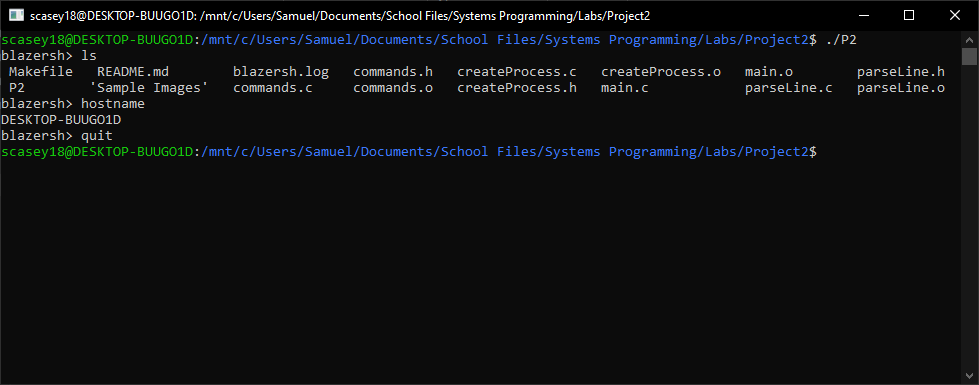 scasey18@DESKTOP-BUUGO1D: /mnt/c/Users/Samuel/Documents/School Files/Systems Programming/Labs/Project2
scasey18@DESKTOP-BUUGO1D:/mnt/c/Users/Samuel/Documents/School Files/Systems Programming/Labs/Project2$ ./P2
blazersh> ls
 Makefile   README.md        blazersh.log   commands.h   createProcess.c   createProcess.o   main.o        parseLine.h
 P2        'Sample Images'   commands.c     commands.o   createProcess.h   main.c            parseLine.c   parseLine.o
blazersh> hostname
DESKTOP-BUUGO1D
blazersh> quit
scasey18@DESKTOP-BUUGO1D:/mnt/c/Users/Samuel/Documents/School Files/Systems Programming/Labs/Project2$